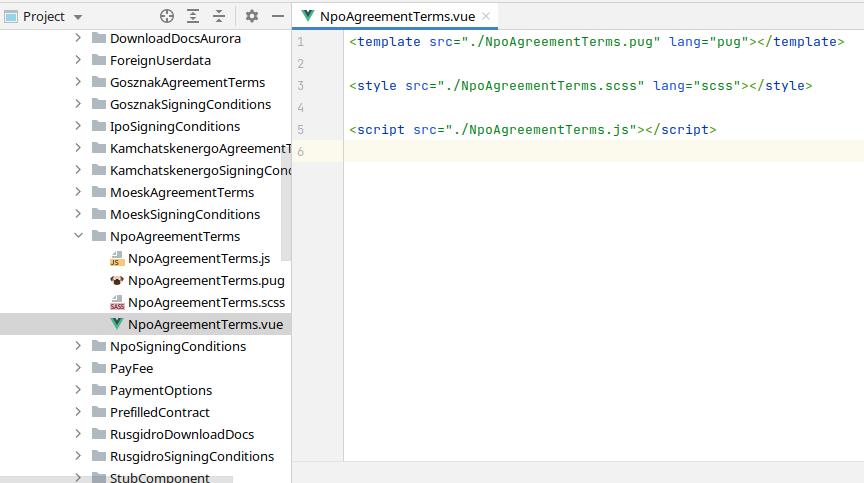 Project
DownloadDocsAurora
ForeignUserdata
GosznakAgreementTerms
GosznakSigningConditions
IpoSigningConditions
KamchatskenergoAgreementT
KamchatskenergoSigningCond
MoeskAgreementTerms
MoeskSigningConditions
NpoAgreementTerms
JS NpoAgreementTerms.js
NpoAgreementTerms.pug
SASS NpoAgreementTerms.scss
NpoAgreementTerms.vue
NpoSigningConditions
PayFee
PaymentOptions
PrefilledContract
RusgidroDownloadDocs
RusgidroSigningConditions
StubComponent
NpoAgreementTerms.vue
1 <template src="./NpoAgreementTerms.pug" lang="pug"></template>
2
3 <style src="./NpoAgreementTerms.scss" lang="scss"></style>
4
5 <script src="./NpoAgreementTerms.js"></script>
6